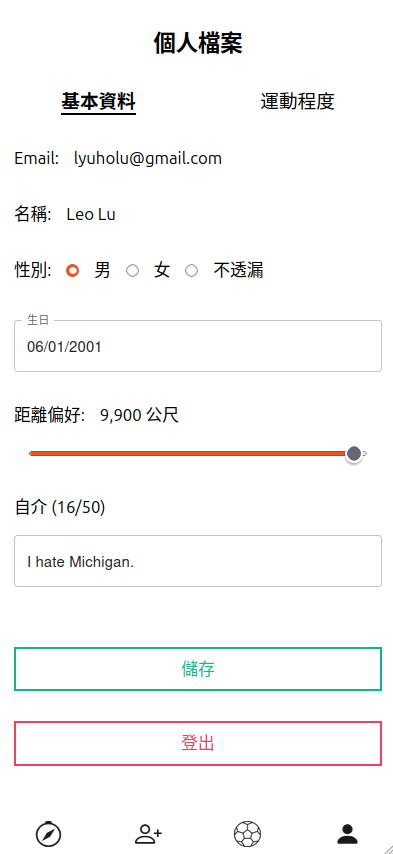 個人檔案
基本資料 運動程度
Email: lyuholu@gmail.com
名稱: Leo Lu
性別: 男 女 不透漏
生日
06/01/2001
距離偏好: 9,900 公尺
自介 (16/50)
I hate Michigan.
儲存
登出